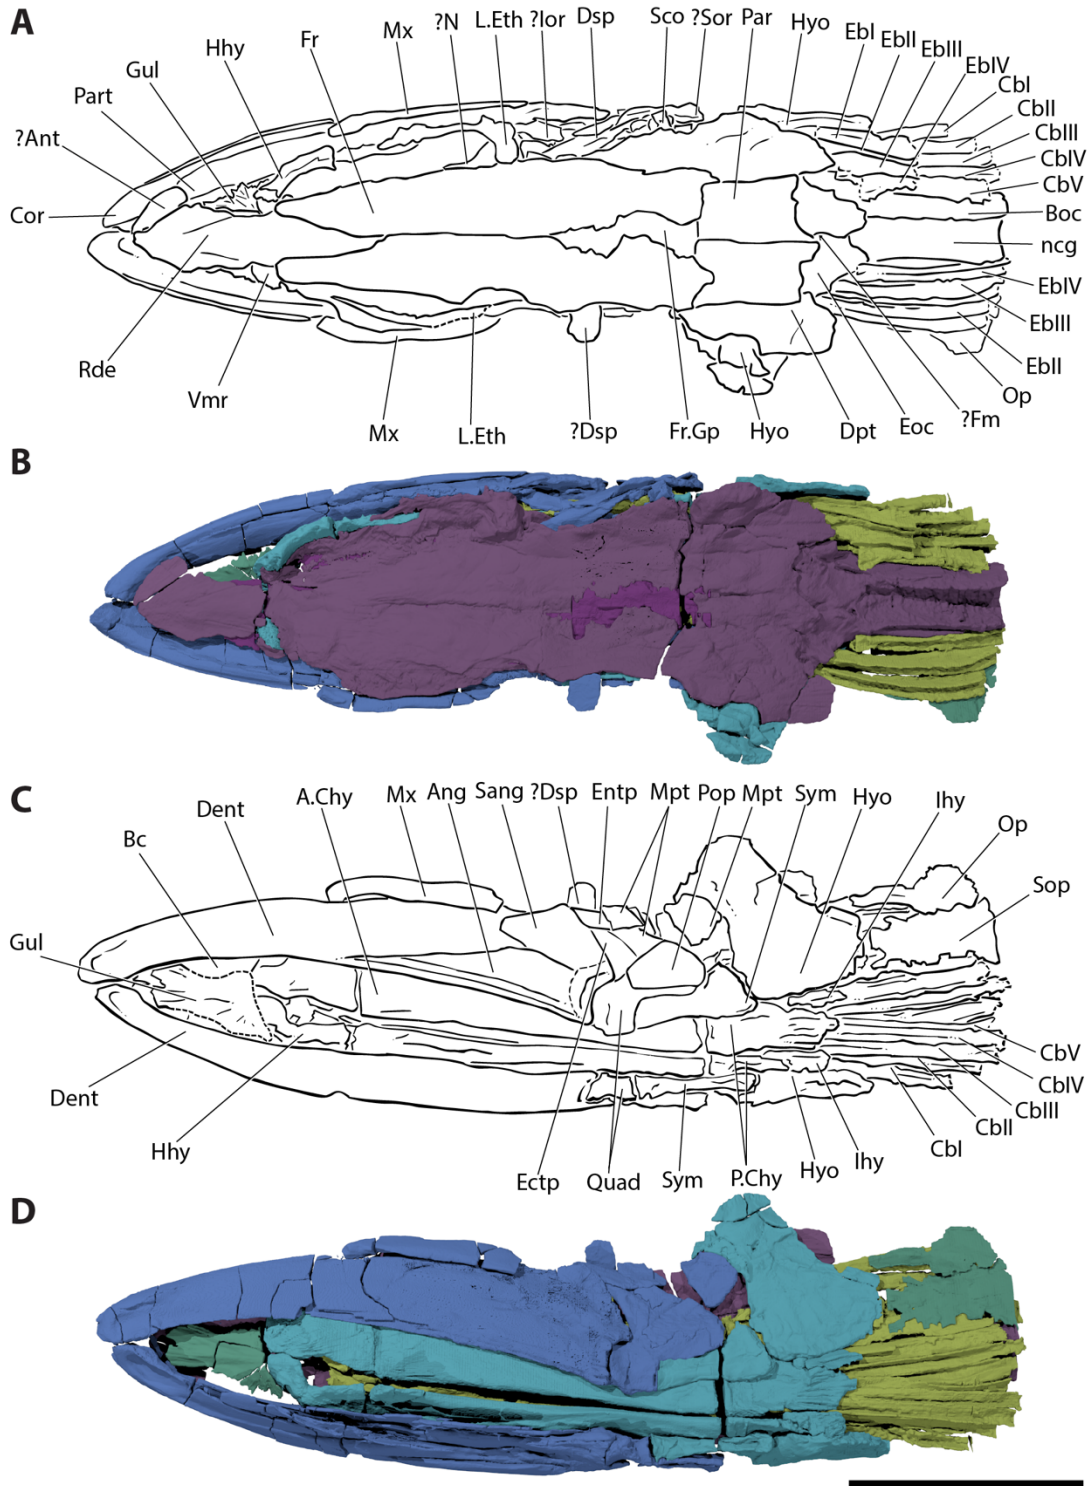 A
?N
L.Eth
?Ior
Dsp
Sco
?Sor
Par
Hyo
EbI
EbII
EbIII
EbIV
CbI
CbII
CbIII
CbIV
CbV
Boc
ncg
EbIV
EbIII
EbII
Op
Mx
Fr
Hhy
Gul
Part
?Ant
Cor
Rde
Vmr
Mx
L.Eth
?Dsp
Fr.Gp
Hyo
Dpt
Eoc
?Fm
B
C
Dent
A.Chy
Mx
Ang
Sang
?Dsp
Entp
Mpt
Pop
Mpt
Sym
Hyo
Ihy
Op
Sop
Bc
Gul
Dent
Hhy
Ectp
Quad
Sym
P.Chy
Hyo
Ihy
CbI
CbII
CbIII
CbIV
CbV
D